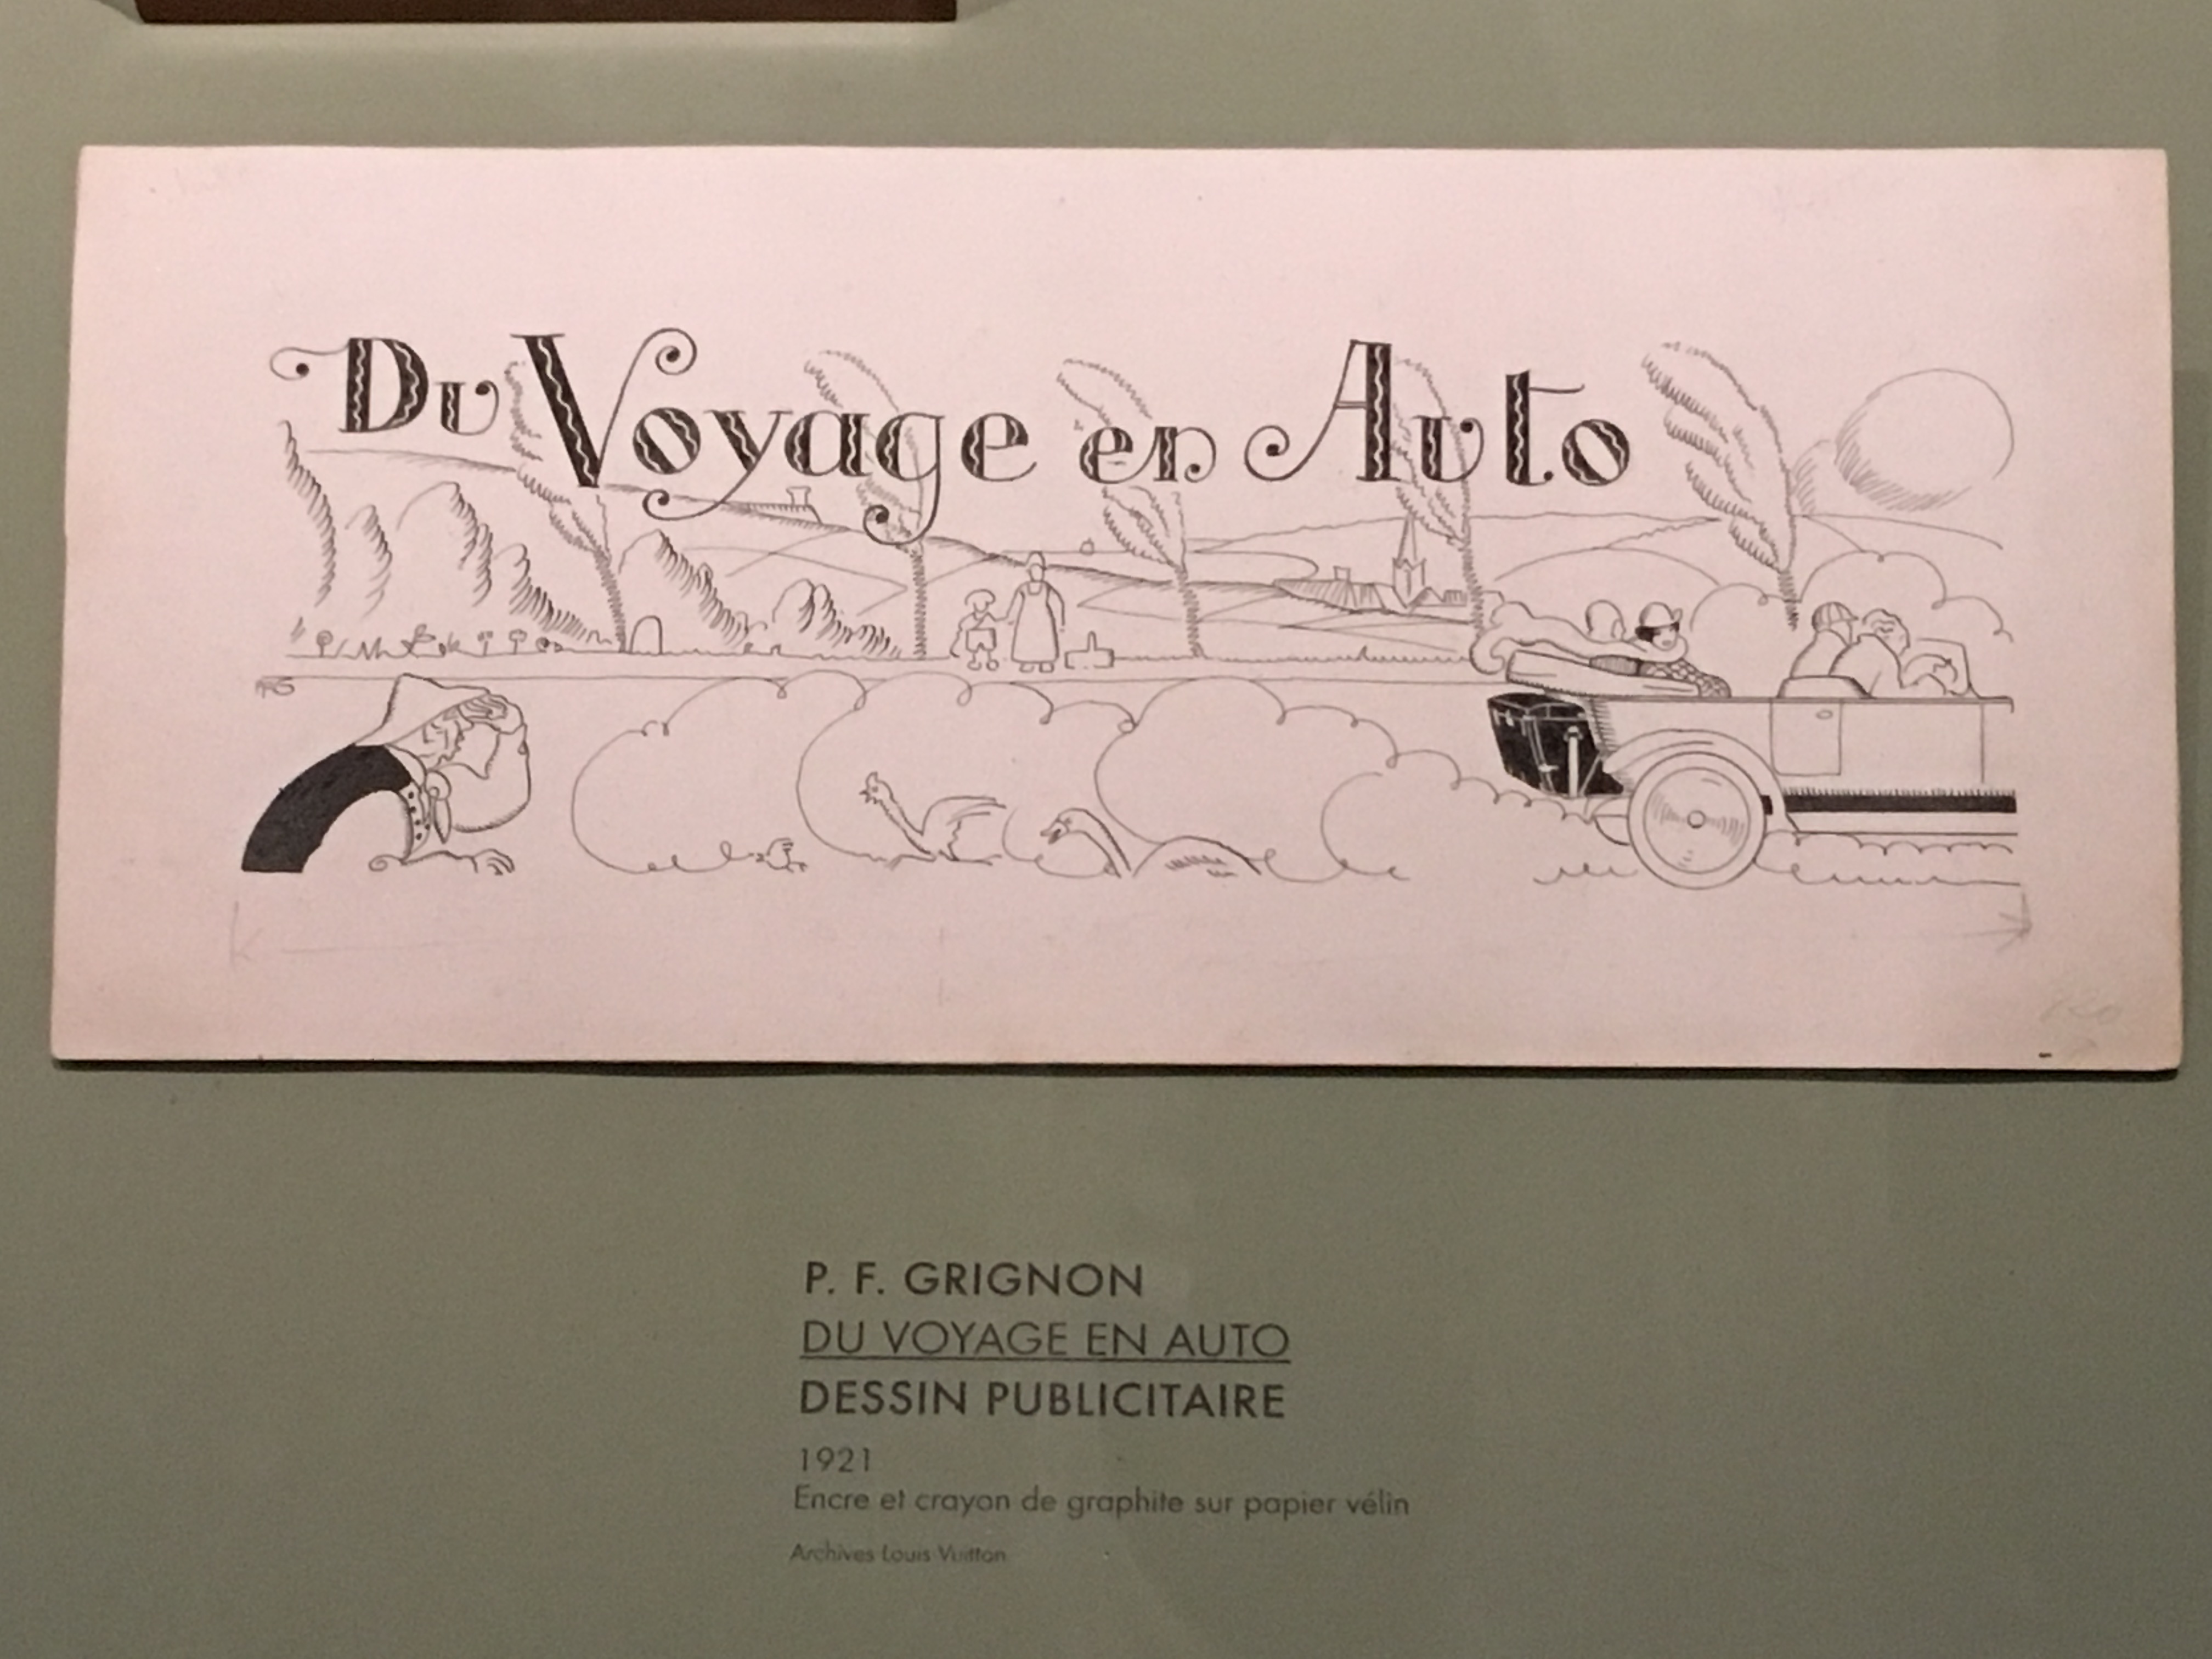 Du Voyage en Auto
P. F. GRIGNON
DU VOYAGE EN AUTO
DESSIN PUBLICITAIRE
1921
Encre et crayon de graphite sur papier vélin
Archives Louis Vuitton